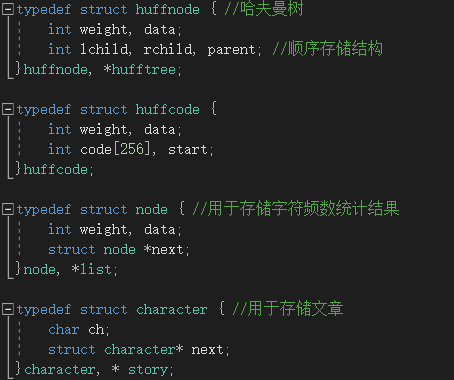 typedef struct huffnode { //哈夫曼树
int weight, data;
int lchild, rchild, parent; //顺序存储结构
}huffnode, *hufftree;
typedef struct huffcode {
int weight, data;
int code[256], start;
}huffcode;
typedef struct node { //用于存储字符频数统计结果
int weight, data;
struct node *next;
}node, *list;
typedef struct character { //用于存储文章
char ch;
struct character* next;
}character, * story;